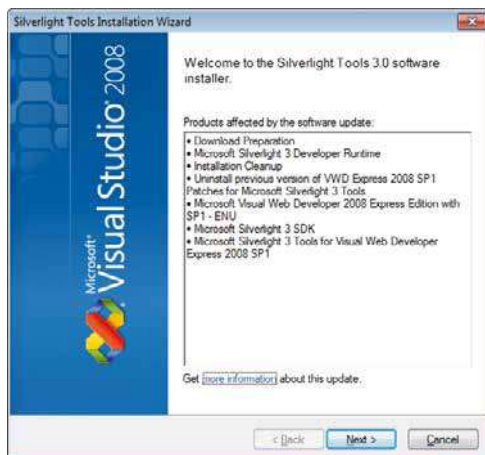 Silverlight Tools Installation Wizard
Microsoft®
Visual Studio® 2008
Welcome to the Silverlight Tools 3.0 software
installer.
Products affected by the software update:
• Download Preparation
• Microsoft Silverlight 3 Developer Runtime
• Installation Cleanup
• Uninstall previous version of VWD Express 2008 SP1
Patches for Microsoft Silverlight 3 Tools
• Microsoft Visual Web Developer 2008 Express Edition with
SP1 - ENU
• Microsoft Silverlight 3 SDK
• Microsoft Silverlight 3 Tools for Visual Web Developer
Express 2008 SP1
Get more information about this update.
< Back
Next >
Cancel